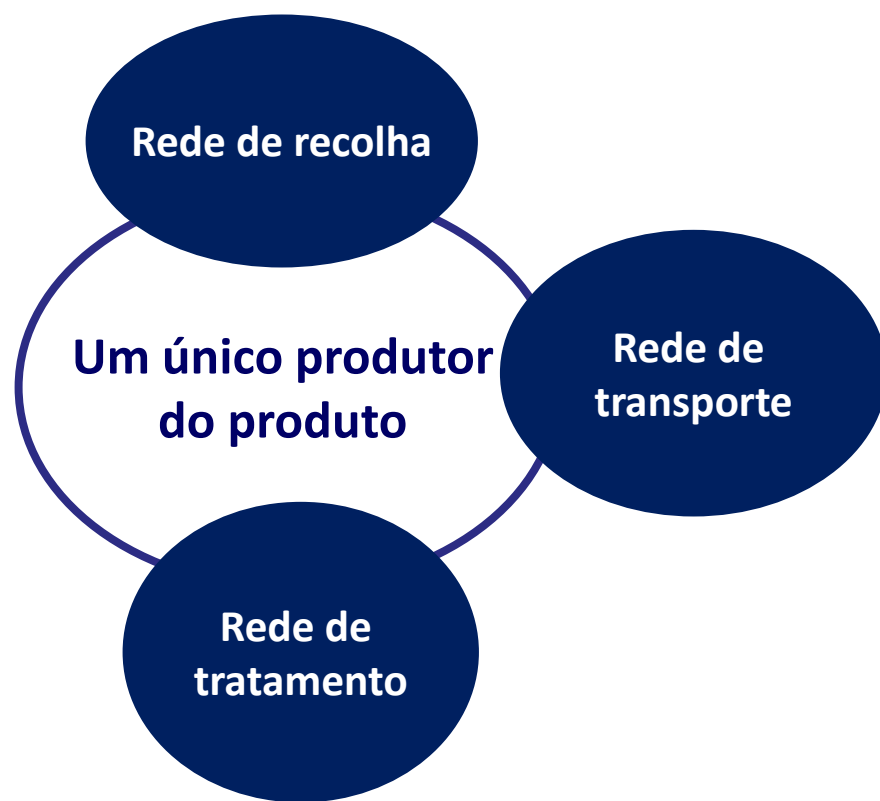 Rede de recolha
Um único produtor
do produto
Rede de
transporte
Rede de
tratamento